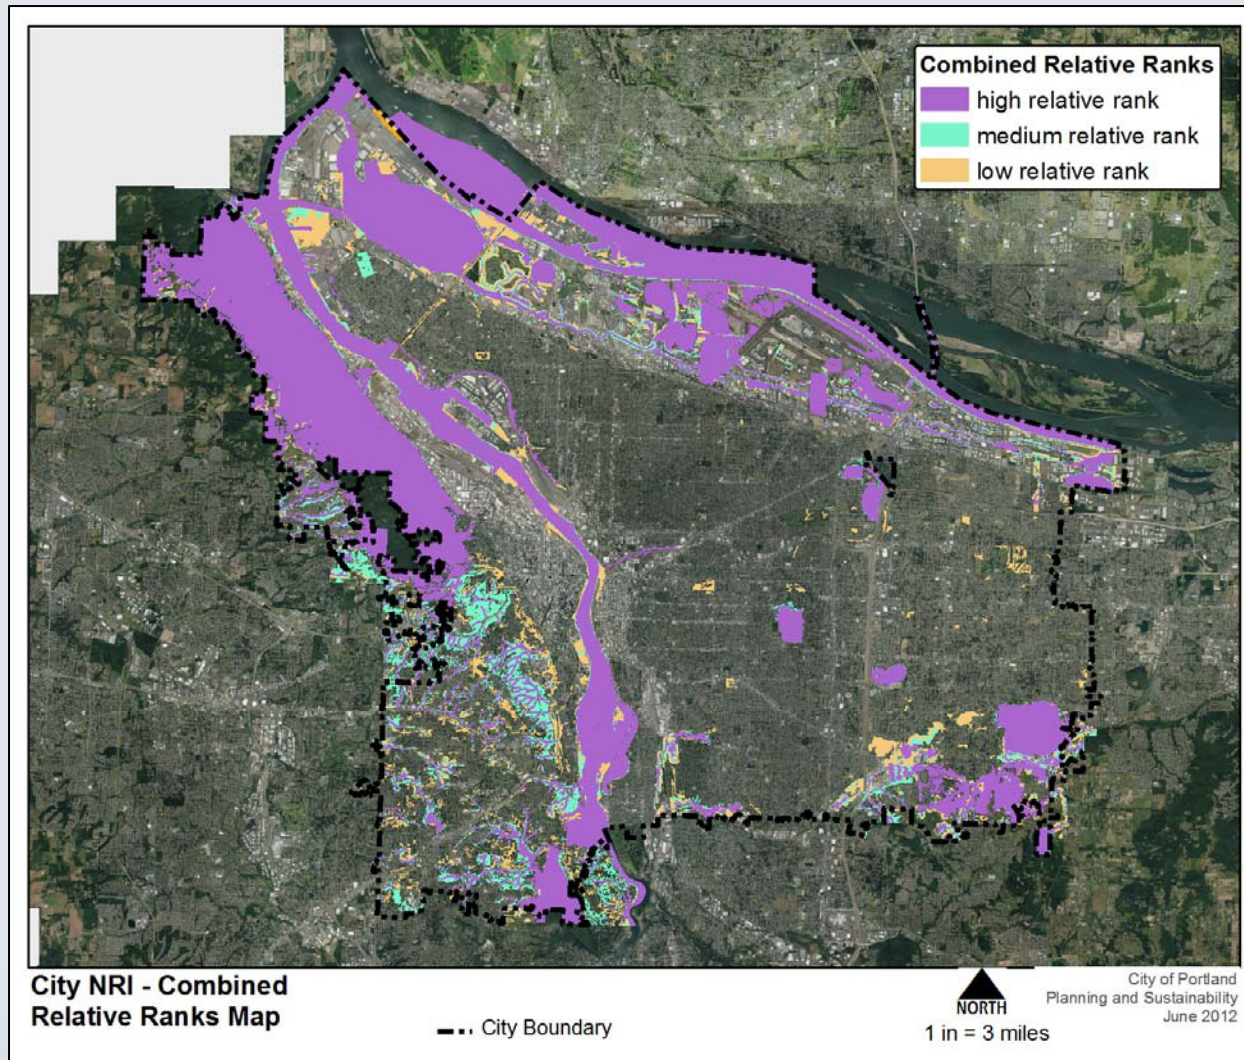 Combined Relative Ranks
high relative rank
medium relative rank
low relative rank
City NRI - Combined
Relative Ranks Map
City Boundary
NORTH
1 in = 3 miles
City of Portland
Planning and Sustainability
June 2012